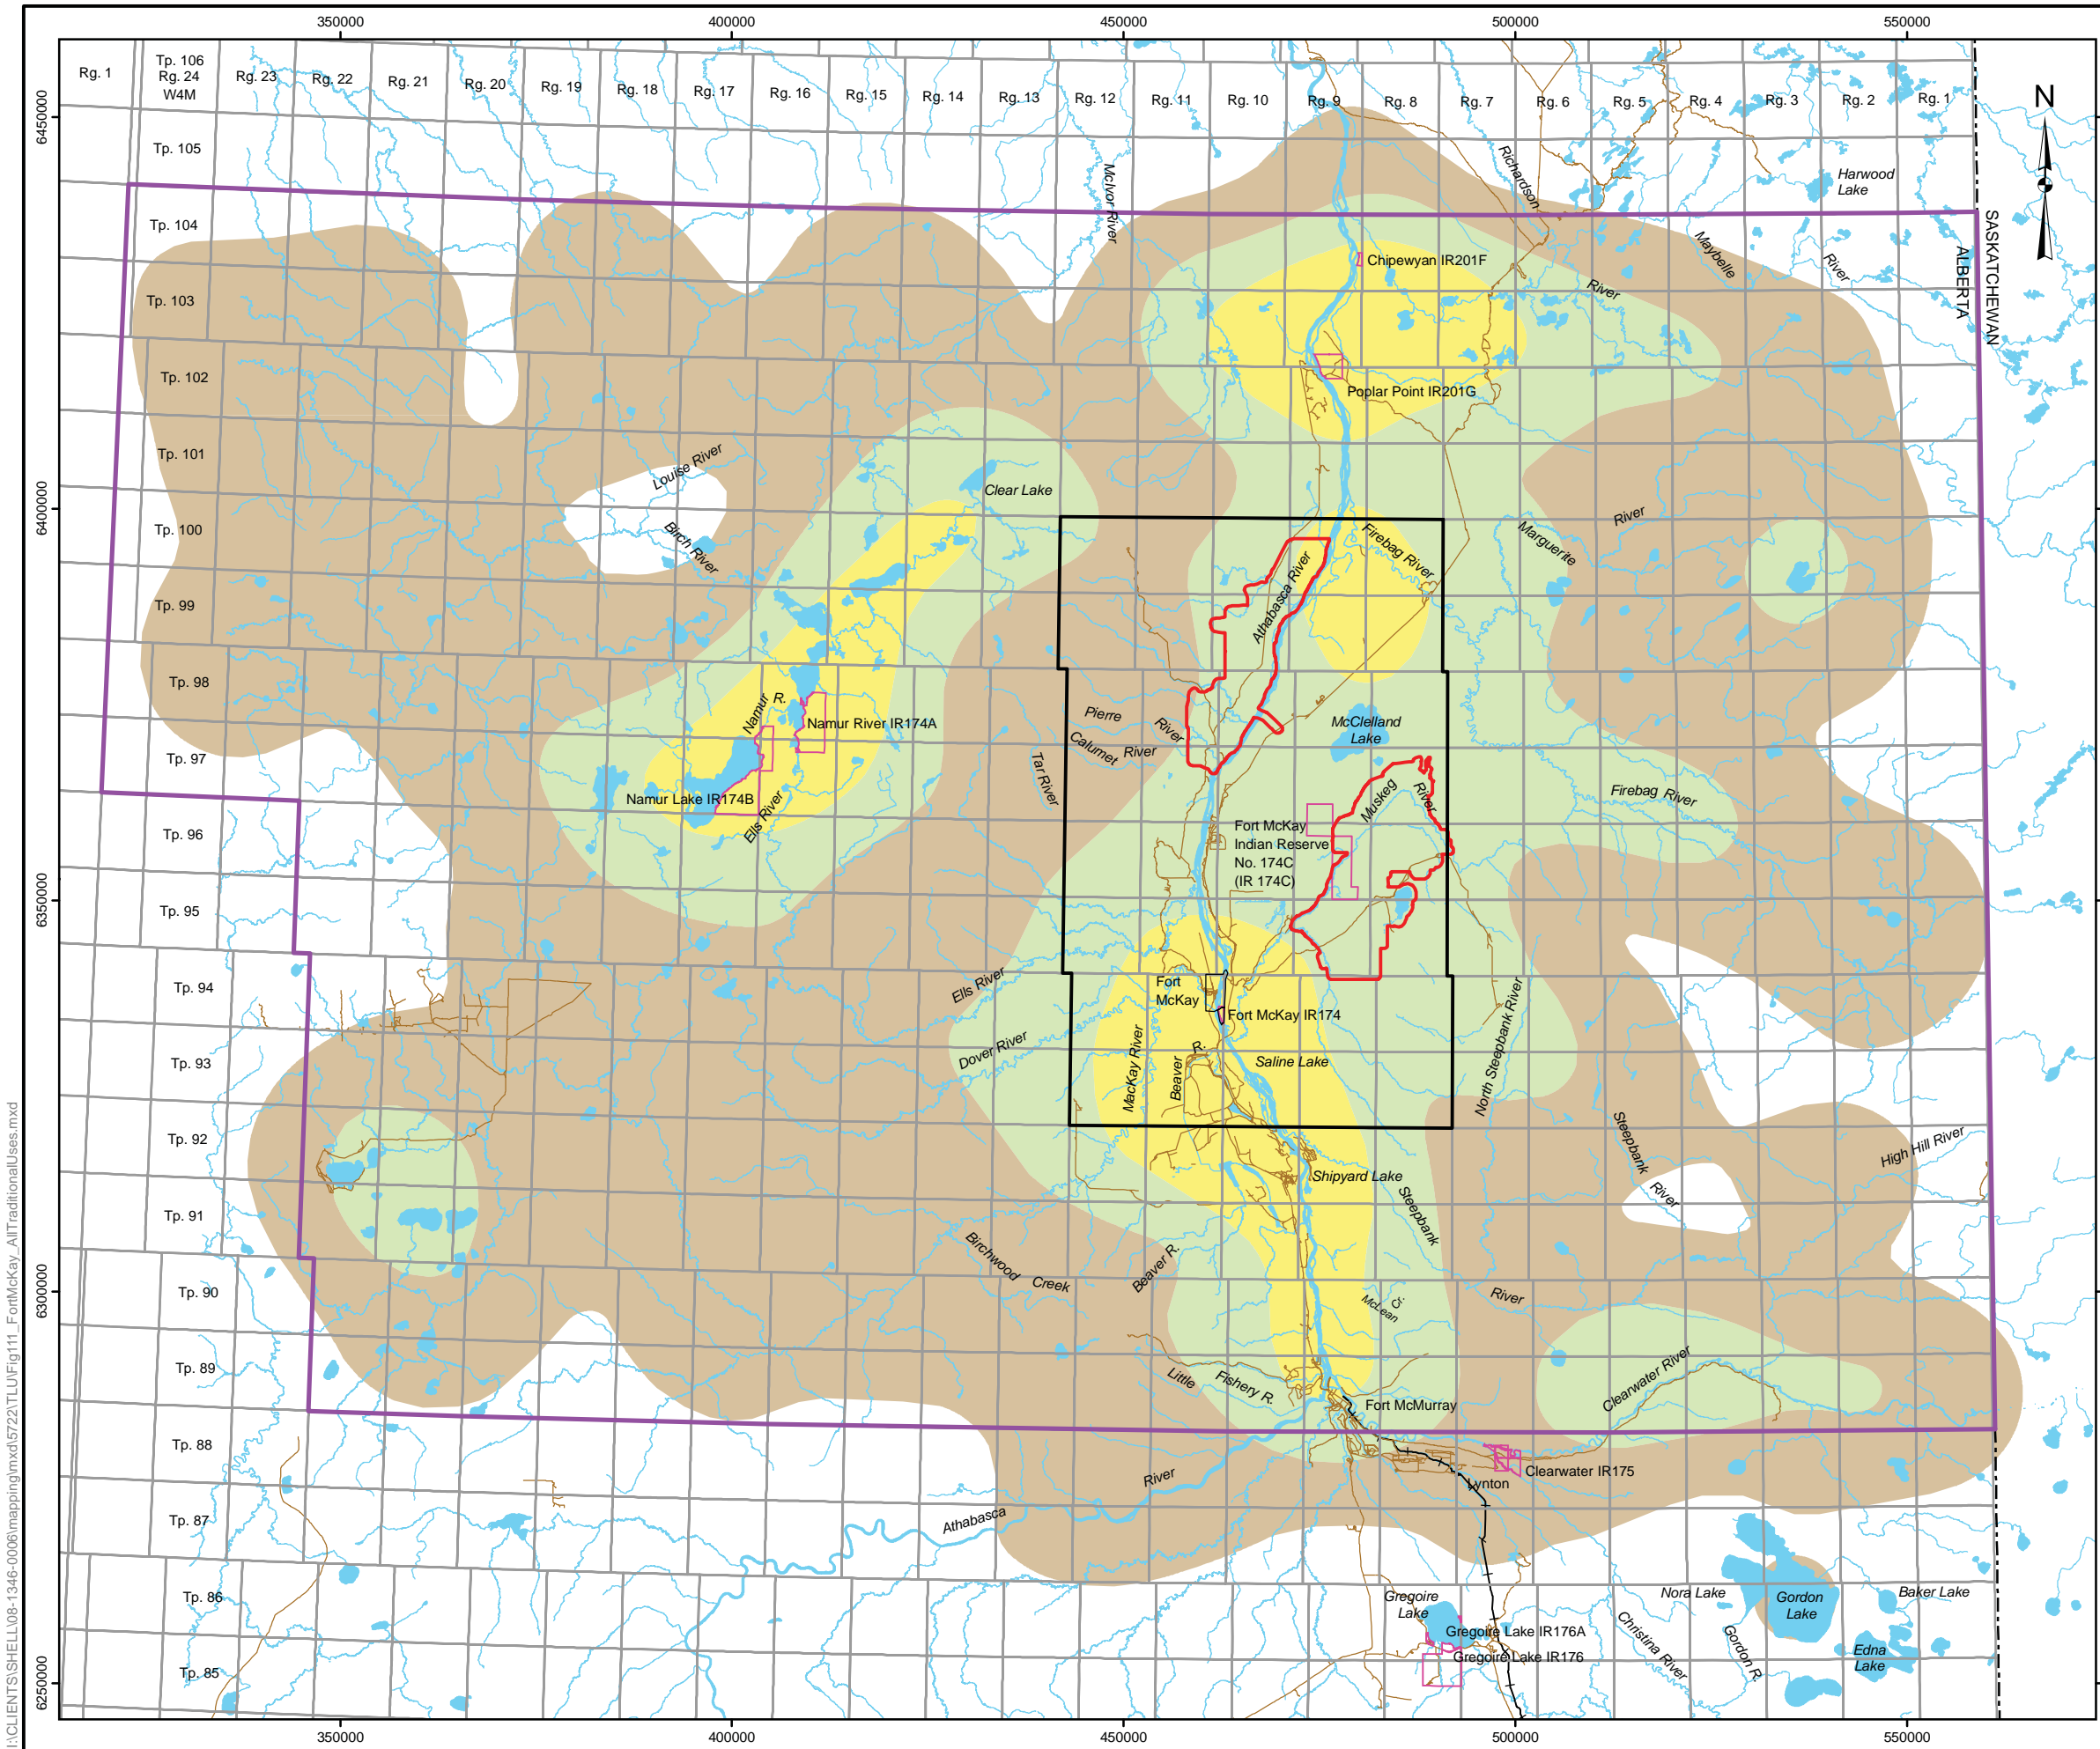 350000
400000
450000
500000
550000
Rg. 1
Tp. 106
Rg. 24
W4M
Rg. 23
Rg. 22
Rg. 21
Rg. 20
Rg. 19
Rg. 18
Rg. 17
Rg. 16
Rg. 15
Rg. 14
Rg. 13
Rg. 12
Rg. 11
Rg. 10
Rg. 9
Rg. 8
Rg. 7
Rg. 6
Rg. 5
Rg. 4
Rg. 3
Rg. 2
Rg. 1
N
6450000
6400000
6350000
6300000
6250000
Tp. 105
Tp. 104
Tp. 103
Tp. 102
Tp. 101
Tp. 100
Tp. 99
Tp. 98
Tp. 97
Tp. 96
Tp. 95
Tp. 94
Tp. 93
Tp. 92
Tp. 91
Tp. 90
Tp. 89
Tp. 88
Tp. 87
Tp. 86
Tp. 85
McIvor River
Richardson
River
Harwood
Lake
Maybelle
River
SASKATCHEWAN
ALBERTA
Chipewyan IR201F
Poplar Point IR201G
Louise River
Birch River
Clear Lake
Firebag River
Athabasca River
Marguerite
River
Namur
R.
Namur River IR174A
Namur Lake IR174B
Ells River
Pierre
River
Calumet
River
Tar River
McClelland
Lake
Muskeg
River
Firebag River
Fort McKay
Indian Reserve
No. 174C
(IR 174C)
Ells River
Dover River
Fort
McKay
Fort McKay IR174
MacKay River
Beaver
R.
Saline Lake
North Steepbank River
Shipyard Lake
Steepbank
River
Steepbank
River
High Hill River
Birchwood
Creek
Beaver R.
McLean
Cr.
Little
Fishery R.
Clearwater River
Fort McMurray
Clearwater IR175
Lynton
Athabasca
River
Gregoire
Lake
Gregoire Lake IR176A
Gregoire Lake IR176
Nora Lake
Gordon
Lake
Baker Lake
Christina River
Gordon R.
Edna
Lake
350000
400000
450000
500000
550000
I:\CLIENTS\SHELL\08-1346-0006\mapping\mxd\5722\TLU\Fig111_FortMcKay_AllTraditionalUses.mxd